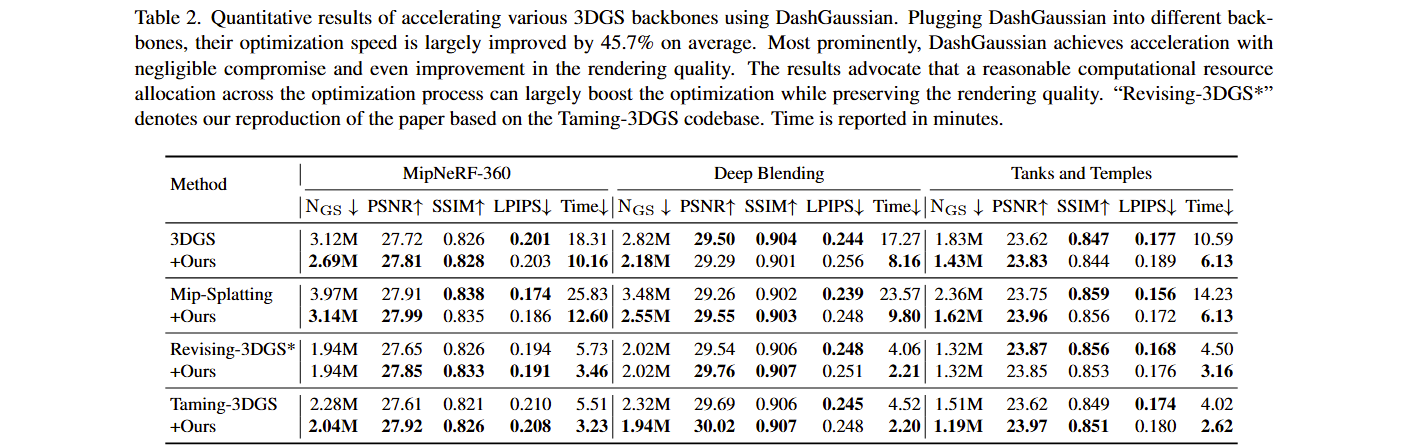 Table 2. Quantitative results of accelerating various 3DGS backbones using DashGaussian. Plugging DashGaussian into different back-
bones, their optimization speed is largely improved by 45.7% on average. Most prominently, DashGaussian achieves acceleration with
negligible compromise and even improvement in the rendering quality. The results advocate that a reasonable computational resource
allocation across the optimization process can largely boost the optimization while preserving the rendering quality. “Revising-3DGS*”
denotes our reproduction of the paper based on the Taming-3DGS codebase. Time is reported in minutes.
Method MipNeRF-360 Deep Blending Tanks and Temples
N_GS ↓ PSNR↑ SSIM↑ LPIPS↓ Time↓ N_GS ↓ PSNR↑ SSIM↑ LPIPS↓ Time↓ N_GS ↓ PSNR↑ SSIM↑ LPIPS↓ Time↓
3DGS 3.12M 27.72 0.826 0.201 18.31 2.82M 29.50 0.904 0.244 17.27 1.83M 23.62 0.847 0.177 10.59
+Ours 2.69M 27.81 0.828 0.203 10.16 2.18M 29.29 0.901 0.256 8.16 1.43M 23.83 0.844 0.189 6.13
Mip-Splatting 3.97M 27.91 0.838 0.174 25.83 3.48M 29.26 0.902 0.239 23.57 2.36M 23.75 0.859 0.156 14.23
+Ours 3.14M 27.99 0.835 0.186 12.60 2.55M 29.55 0.903 0.248 9.80 1.62M 23.96 0.856 0.172 6.13
Revising-3DGS* 1.94M 27.65 0.826 0.194 5.73 2.02M 29.54 0.906 0.248 4.06 1.32M 23.87 0.856 0.168 4.50
+Ours 1.94M 27.85 0.833 0.191 3.46 2.02M 29.76 0.907 0.251 2.21 1.32M 23.85 0.853 0.176 3.16
Taming-3DGS 2.28M 27.61 0.821 0.210 5.51 2.32M 29.69 0.906 0.245 4.52 1.51M 23.62 0.849 0.174 4.02
+Ours 2.04M 27.92 0.826 0.208 3.23 1.94M 30.02 0.907 0.248 2.20 1.19M 23.97 0.851 0.180 2.62